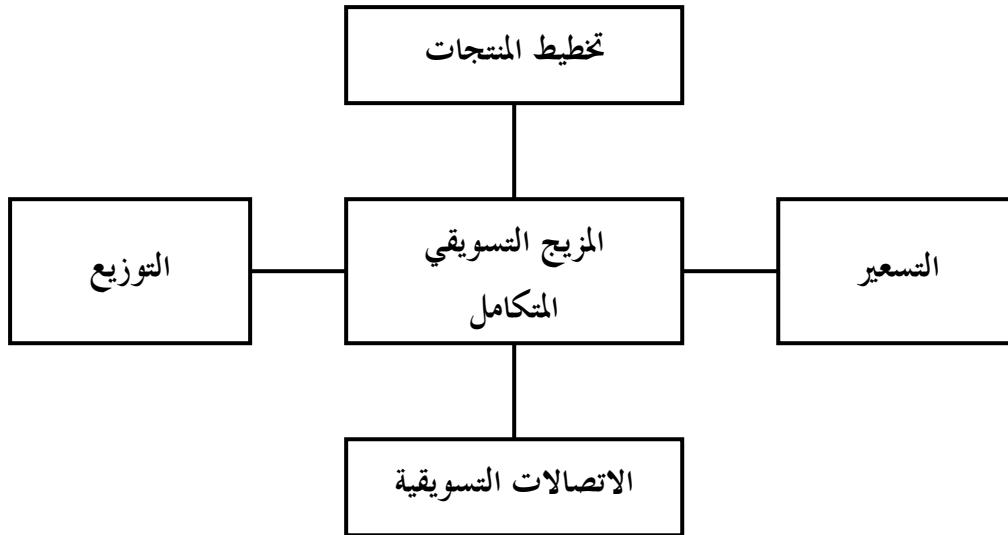 تخطيط المنتجات
التسعير
المزيج التسويقي
المتكامل
التوزيع
الاتصالات التسويقية